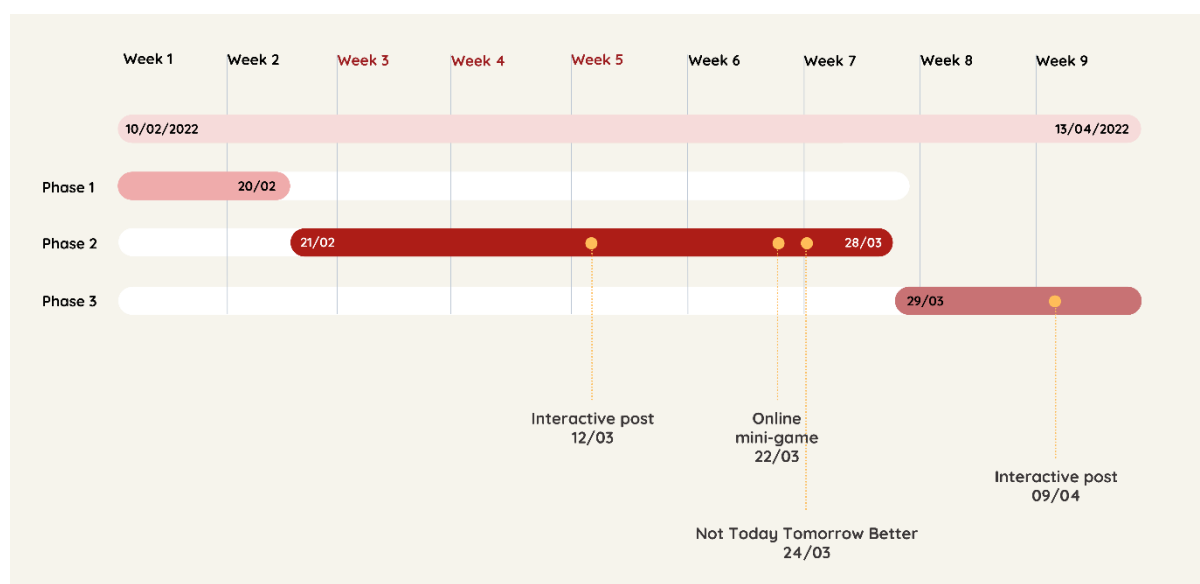 Week 1
Week 2
Week 3
Week 4
Week 5
Week 6
Week 7
Week 8
Week 9
10/02/2022
13/04/2022
Phase 1
20/02
Phase 2
21/02
28/03
Phase 3
29/03
Interactive post
12/03
Online
mini-game
22/03
Interactive post
09/04
Not Today Tomorrow Better
24/03